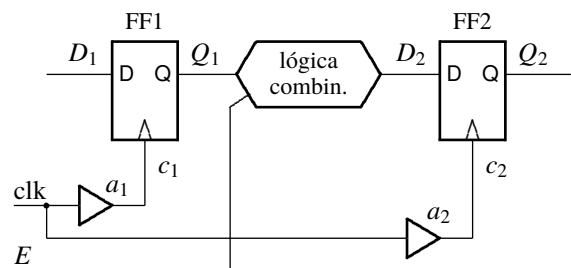 FF1 FF2
D1 Q1 D2 Q2
D Q lógica combin. D Q
c1 c2
clk a1
a2
E